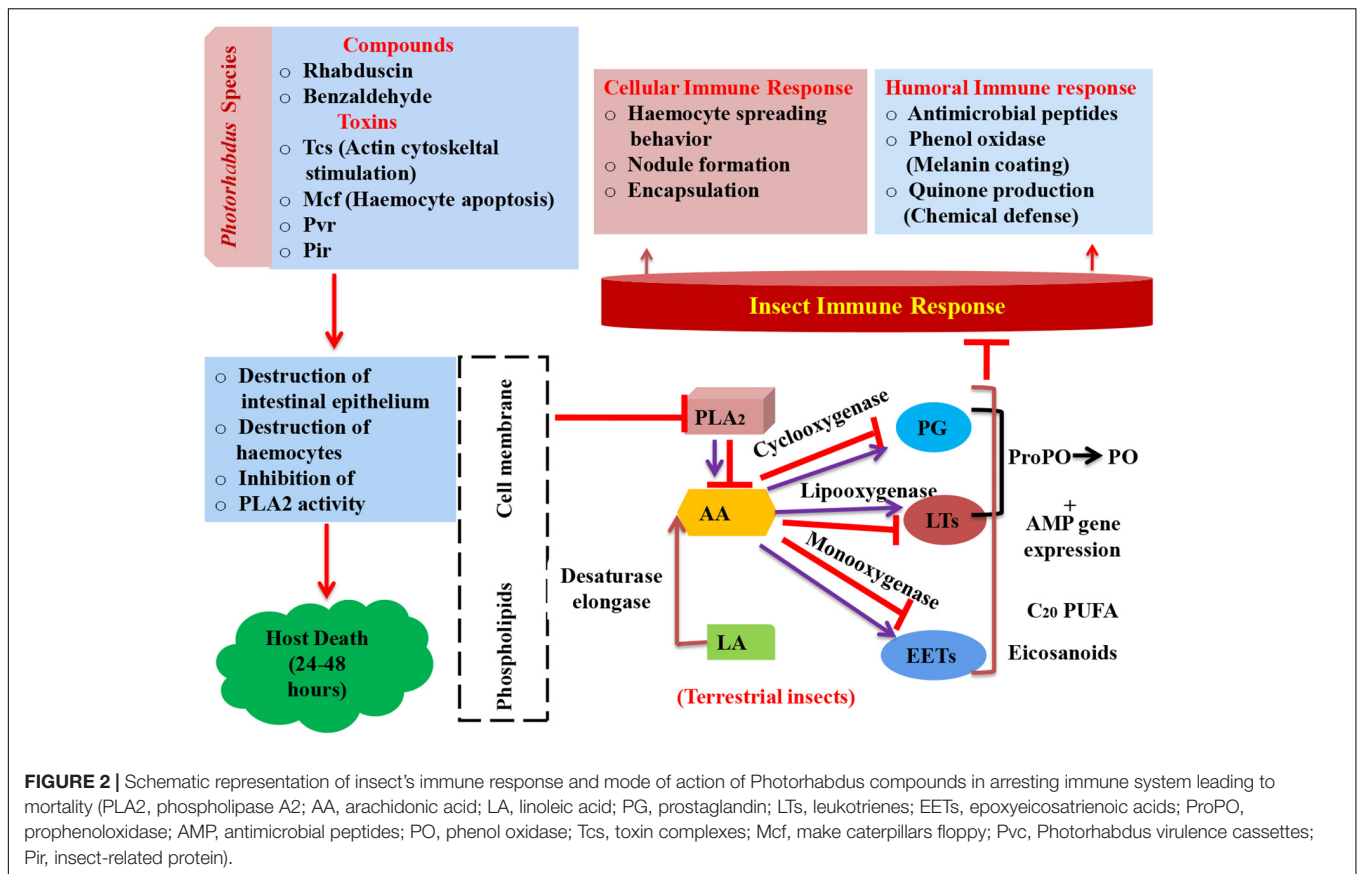 Photorhabdus Species
Compounds
○ Rhabduscin
○ Benzaldehyde
Toxins
○ Tcs (Actin cytoskeltal
stimulation)
○ Mcf (Haemocyte apoptosis)
○ Pvr
○ Pir
Cellular Immune Response
○ Haemocyte spreading
behavior
○ Nodule formation
○ Encapsulation
Humoral Immune response
○ Antimicrobial peptides
○ Phenol oxidase
(Melanin coating)
○ Quinone production
(Chemical defense)
Insect Immune Response
○ Destruction of
intestinal epithelium
○ Destruction of
haemocytes
○ Inhibition of
○ PLA2 activity
Host Death
(24-48
hours)
Cell membrane
Phospholipids
PLA2
AA
Desaturase
elongase
LA
Cyclooxygenase
Lipooxygenase
Monooxygenase
PG
LTs
EETs
ProPO PO
+
AMP gene
expression
C20 PUFA
Eicosanoids
(Terrestrial insects)
FIGURE 2 | Schematic representation of insect's immune response and mode of action of Photorhabdus compounds in arresting immune system leading to
mortality (PLA2, phospholipase A2; AA, arachidonic acid; LA, linoleic acid; PG, prostaglandin; LTs, leukotrienes; EETs, epoxyeicosatrienoic acids; ProPO,
prophenoloxidase; AMP, antimicrobial peptides; PO, phenol oxidase; Tcs, toxin complexes; Mcf, make caterpillars floppy; Pvc, Photorhabdus virulence cassettes;
Pir, insect-related protein).